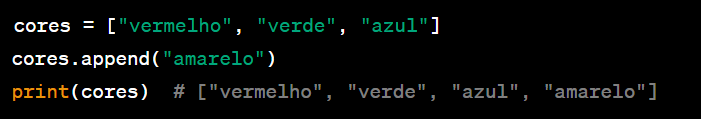 cores = ["vermelho", "verde", "azul"]
cores.append("amarelo")
print(cores)  # ["vermelho", "verde", "azul", "amarelo"]